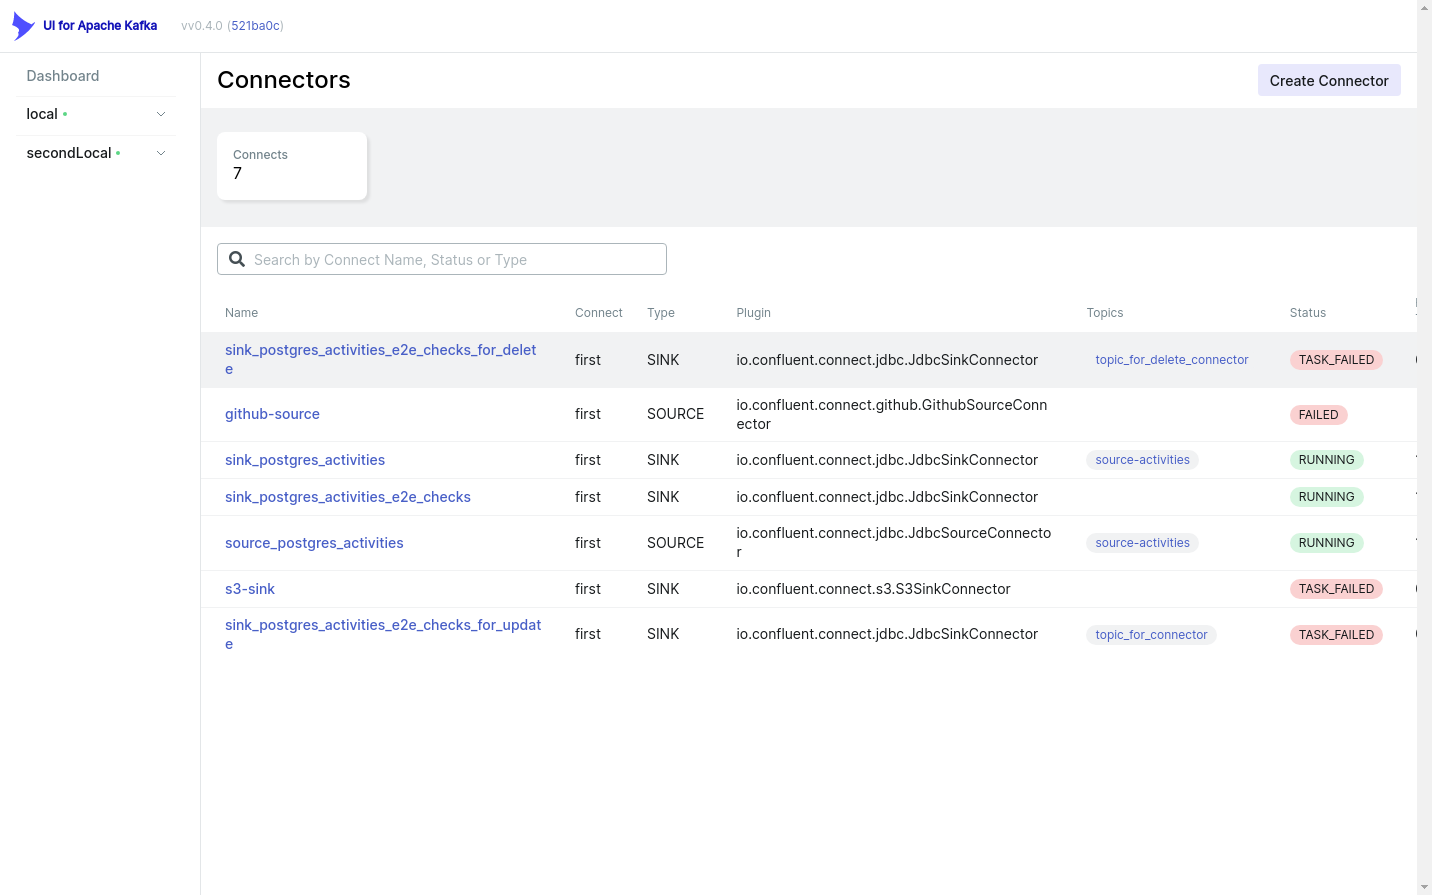 UI for Apache Kafka vv0.4.0 (521ba0c)
Dashboard
local
secondLocal
Connectors
Create Connector
Connects
7
Search by Connect Name, Status or Type
Name Connect Type Plugin Topics Status
sink_postgres_activities_e2e_checks_for_delet
e
first SINK io.confluent.connect.jdbc.JdbcSinkConnector topic_for_delete_connector TASK_FAILED
github-source first SOURCE
io.confluent.connect.github.GithubSourceConn
ector
FAILED
sink_postgres_activities first SINK io.confluent.connect.jdbc.JdbcSinkConnector source-activities RUNNING
sink_postgres_activities_e2e_checks first SINK io.confluent.connect.jdbc.JdbcSinkConnector RUNNING
source_postgres_activities first SOURCE
io.confluent.connect.jdbc.JdbcSourceConnecto
r
source-activities RUNNING
s3-sink first SINK io.confluent.connect.s3.S3SinkConnector TASK_FAILED
sink_postgres_activities_e2e_checks_for_updat
e
first SINK io.confluent.connect.jdbc.JdbcSinkConnector topic_for_connector TASK_FAILED